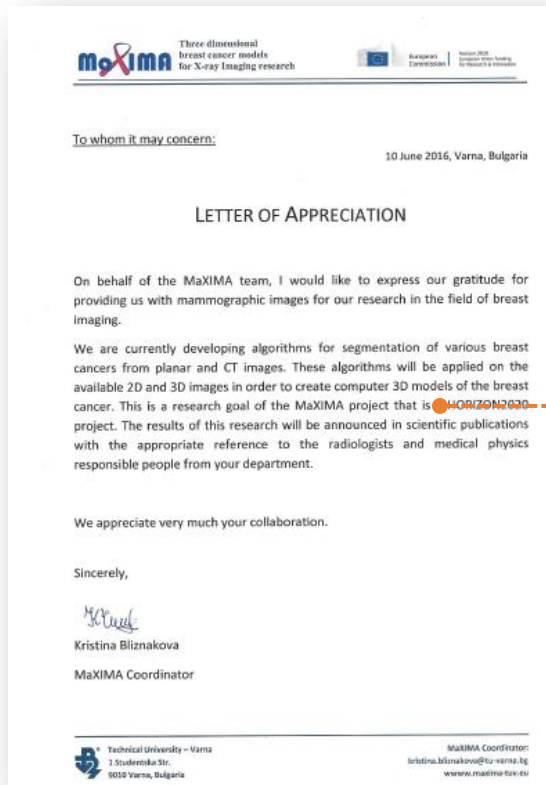 MaXIMA
Three dimensional
breast cancer models
for X-ray Imaging research
European
Commission
Horizon 2020
European Union funding
for Research & Innovation
To whom it may concern:
10 June 2016, Varna, Bulgaria
LETTER OF APPRECIATION
On behalf of the MaXIMA team, I would like to express our gratitude for
providing us with mammographic images for our research in the field of breast
imaging.
We are currently developing algorithms for segmentation of various breast
cancers from planar and CT images. These algorithms will be applied on the
available 2D and 3D images in order to create computer 3D models of the breast
cancer. This is a research goal of the MaXIMA project that is HORIZON2020
project. The results of this research will be announced in scientific publications
with the appropriate reference to the radiologists and medical physics
responsible people from your department.
We appreciate very much your collaboration.
Sincerely,
Kristina Bliznakova
MaXIMA Coordinator
Technical University – Varna
1 Studentska Str.
9010 Varna, Bulgaria
MaXIMA Coordinator:
kristina.bliznakova@tu-varna.bg
www.maxima-tuv.eu